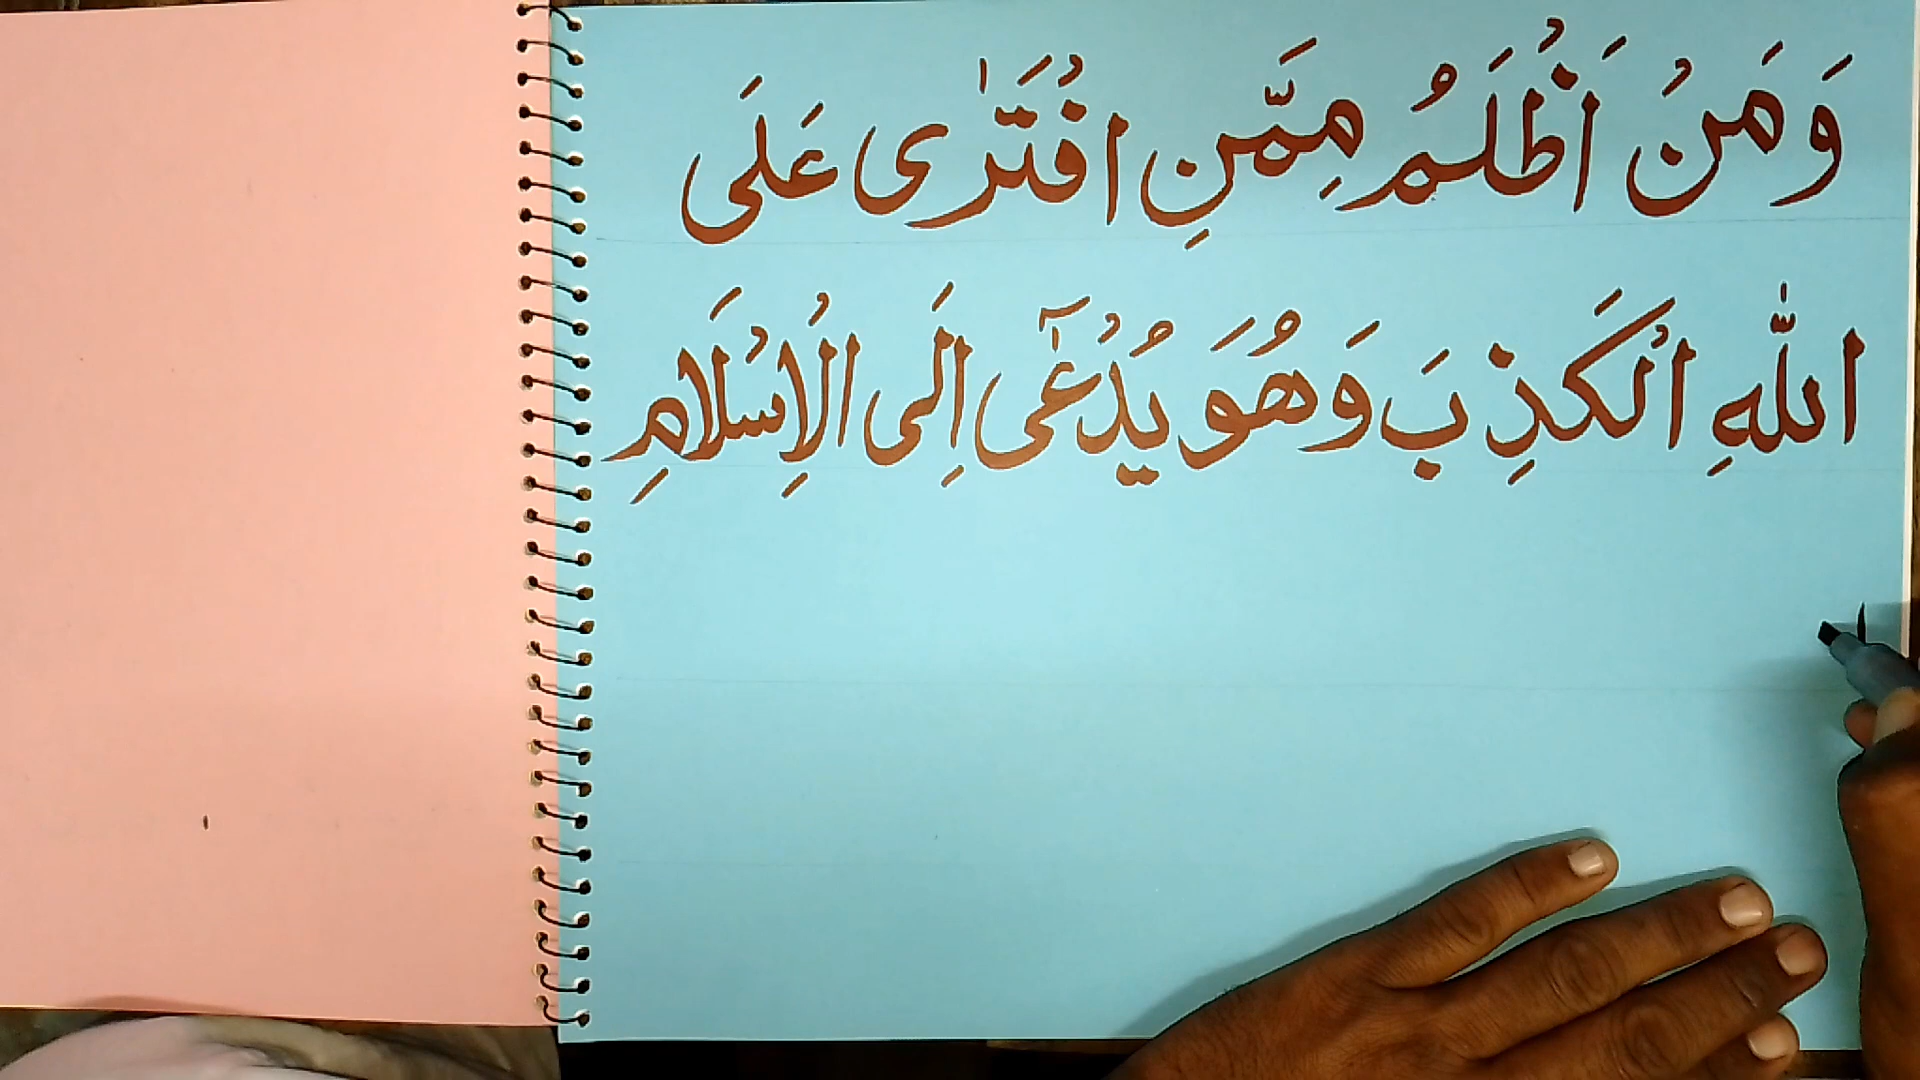 وَمَنْ اَظْلَمُ مِمَّنِ افْتَرٰى عَلَى
اللّٰهِ الْكَذِبَ وَهُوَ يُدْعٰٓى اِلَى الْاِسْلَامِ